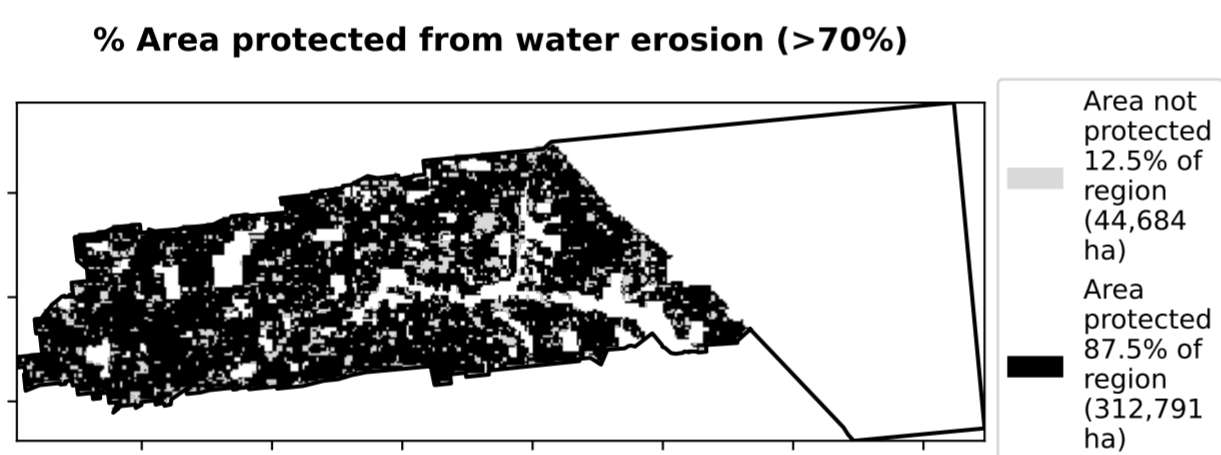 % Area protected from water erosion (>70%)
Area not
protected
12.5% of
region
(44,684
ha)
Area
protected
87.5% of
region
(312,791
ha)